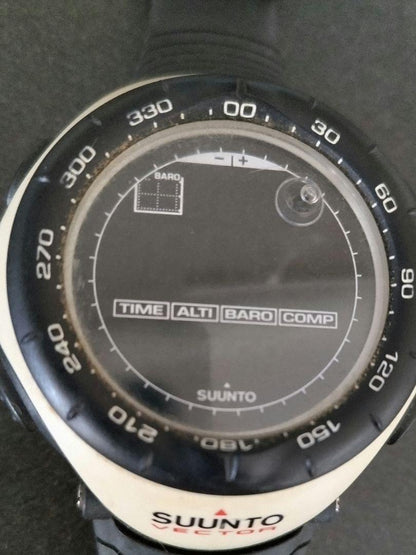 330 00 30
300 60
270 90
240 120
210 180 150
- | +
BARO
TIME ALTI BARO COMP
SUUNTO
SUUNTO
VECTOR